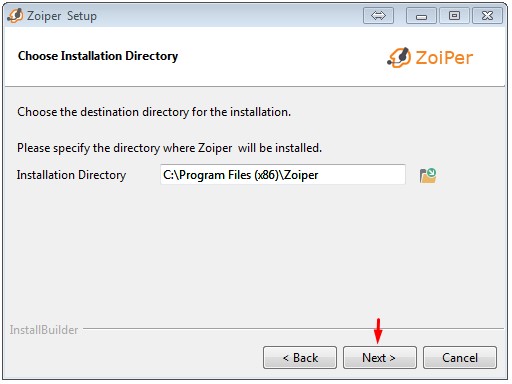 Zoiper Setup
Choose Installation Directory
ZoiPer
Choose the destination directory for the installation.
Please specify the directory where Zoiper will be installed.
Installation Directory C:\Program Files (x86)\Zoiper
InstallBuilder
< Back Next > Cancel